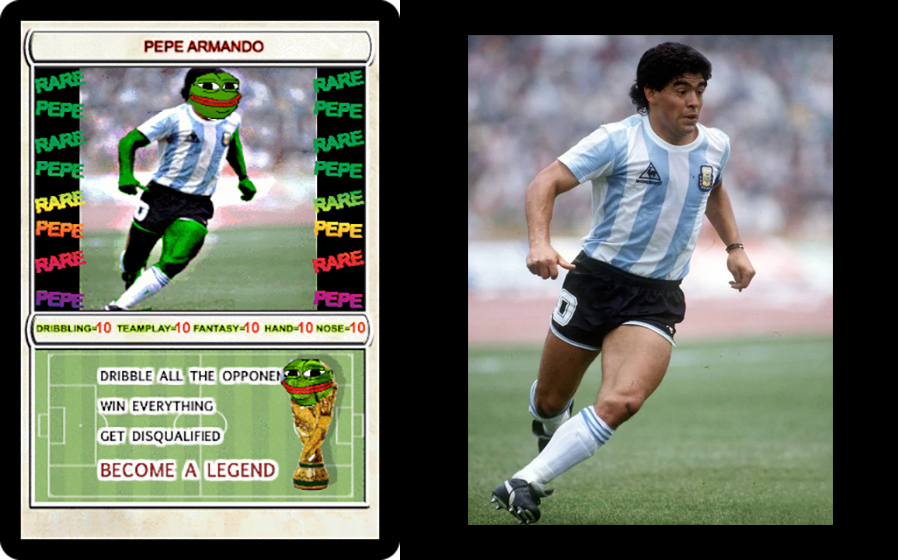 PEPE ARMANDO
RARE RARE
PEPE PEPE
RARE RARE
PEPE PEPE
RARE RARE
PEPE PEPE
RARE RARE
PEPE PEPE
DRIBBLING=10 TEAMPLAY=10 FANTASY=10 HAND=10 NOSE=10
DRIBBLE ALL THE OPPONEN
WIN EVERYTHING
GET DISQUALIFIED
BECOME A LEGEND